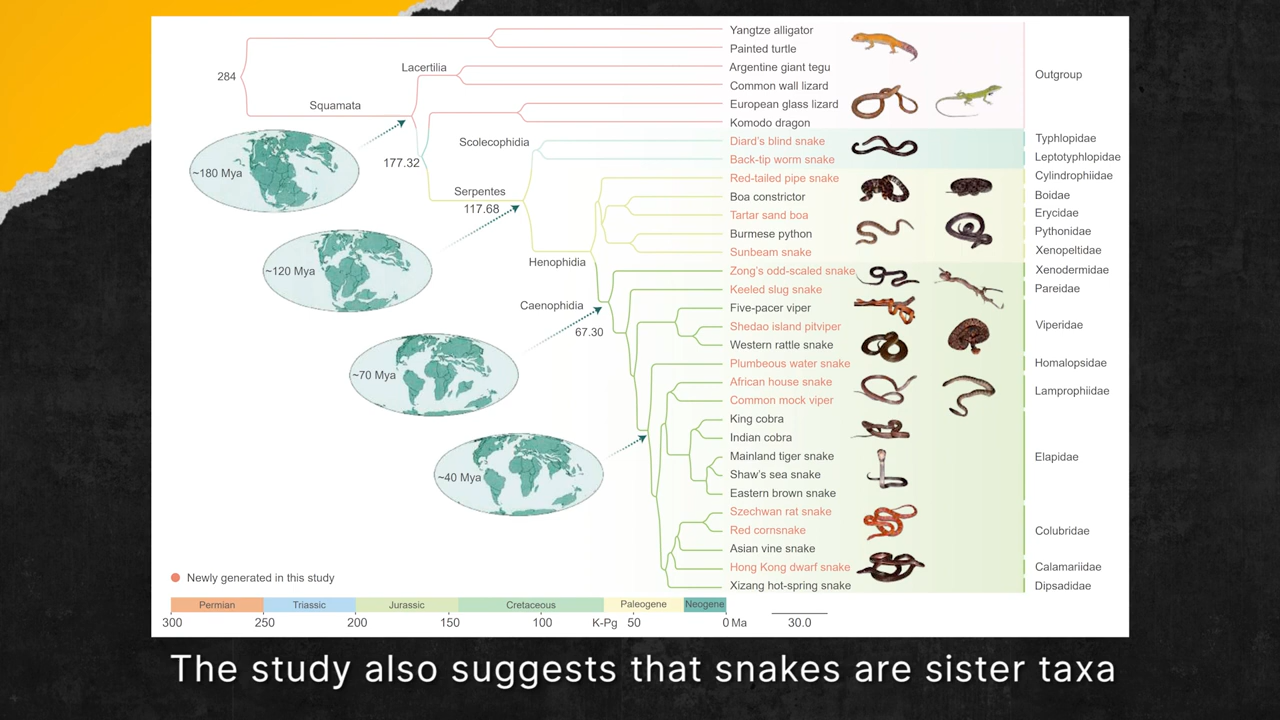 Yangtze alligator
Painted turtle
Lacertilia
Argentine giant tegu
284
Outgroup
Common wall lizard
Squamata
European glass lizard
Komodo dragon
Scolecophidia
Diard's blind snake
Typhlopidae
177.32
Back-tip worm snake
Leptotyphlopidae
~180 Mya
Red-tailed pipe snake
Cylindrophiidae
Serpentes
Boa constrictor
Boidae
117.68
Tartar sand boa
Erycidae
Burmese python
Pythonidae
Sunbeam snake
Xenopeltidae
Henophidia
~120 Mya
Zong's odd-scaled snake
Xenodermidae
Keeled slug snake
Pareidae
Caenophidia
Five-pacer viper
67.30
Shedao island pitviper
Viperidae
Western rattle snake
Plumbeous water snake
Homalopsidae
~70 Mya
African house snake
Lamprophiidae
Common mock viper
King cobra
Indian cobra
Mainland tiger snake
Elapidae
~40 Mya
Shaw's sea snake
Eastern brown snake
Szechwan rat snake
Red cornsnake
Colubridae
Asian vine snake
Hong Kong dwarf snake
Calamariidae
Newly generated in this study
Xizang hot-spring snake
Dipsadidae
Permian Triassic Jurassic Cretaceous Paleogene Neogene
300 250 200 150 100 K-Pg 50 0 Ma 30.0
The study also suggests that snakes are sister taxa